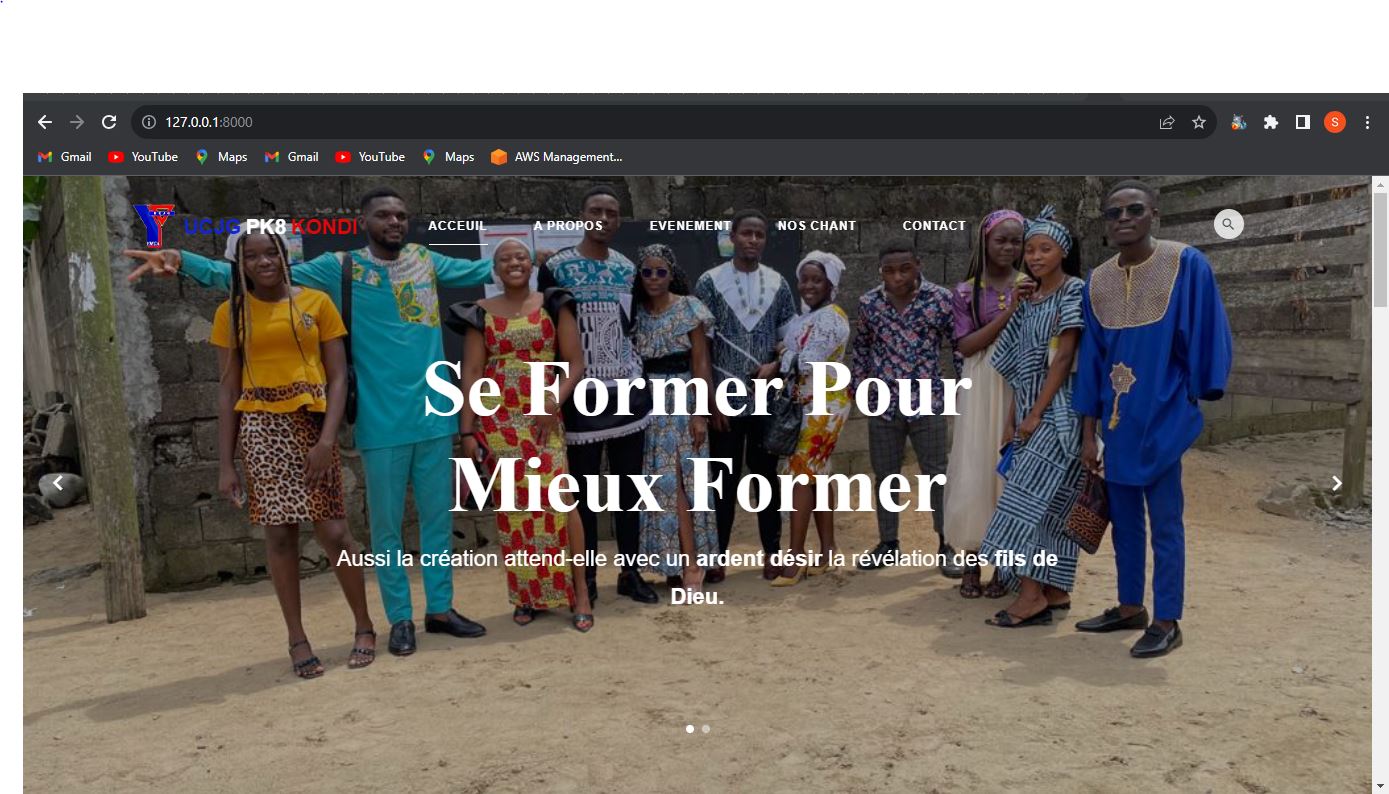 127.0.0.1:8000
S
Gmail
YouTube
Maps
Gmail
YouTube
Maps
AWS Management...
UCJG PK8 KONDI
ACCEUIL
A PROPOS
EVENEMENT
NOS CHANT
CONTACT
Se Former Pour
Mieux Former
Aussi la création attend-elle avec un ardent désir la révélation des fils de
Dieu.